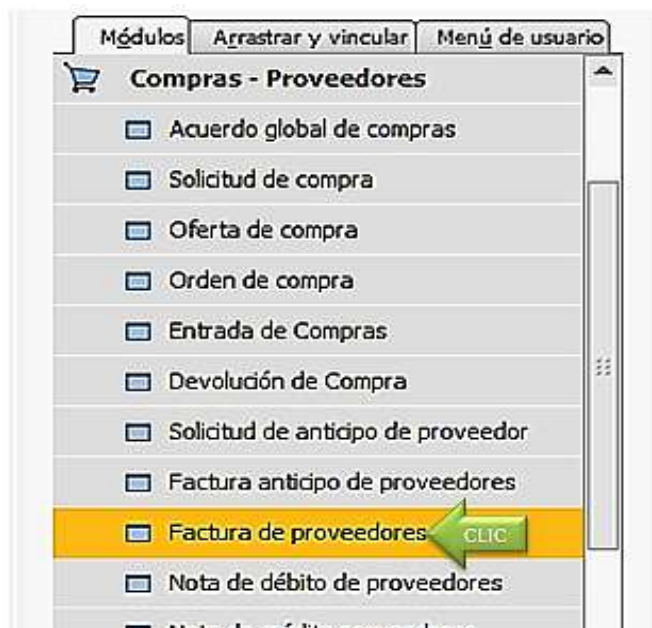 Módulos Arrastrar y vincular Menú de usuario
Compras - Proveedores
Acuerdo global de compras
Solicitud de compra
Oferta de compra
Orden de compra
Entrada de Compras
Devolución de Compra
Solicitud de anticipo de proveedor
Factura anticipo de proveedores
Factura de proveedores CLIC
Nota de débito de proveedores